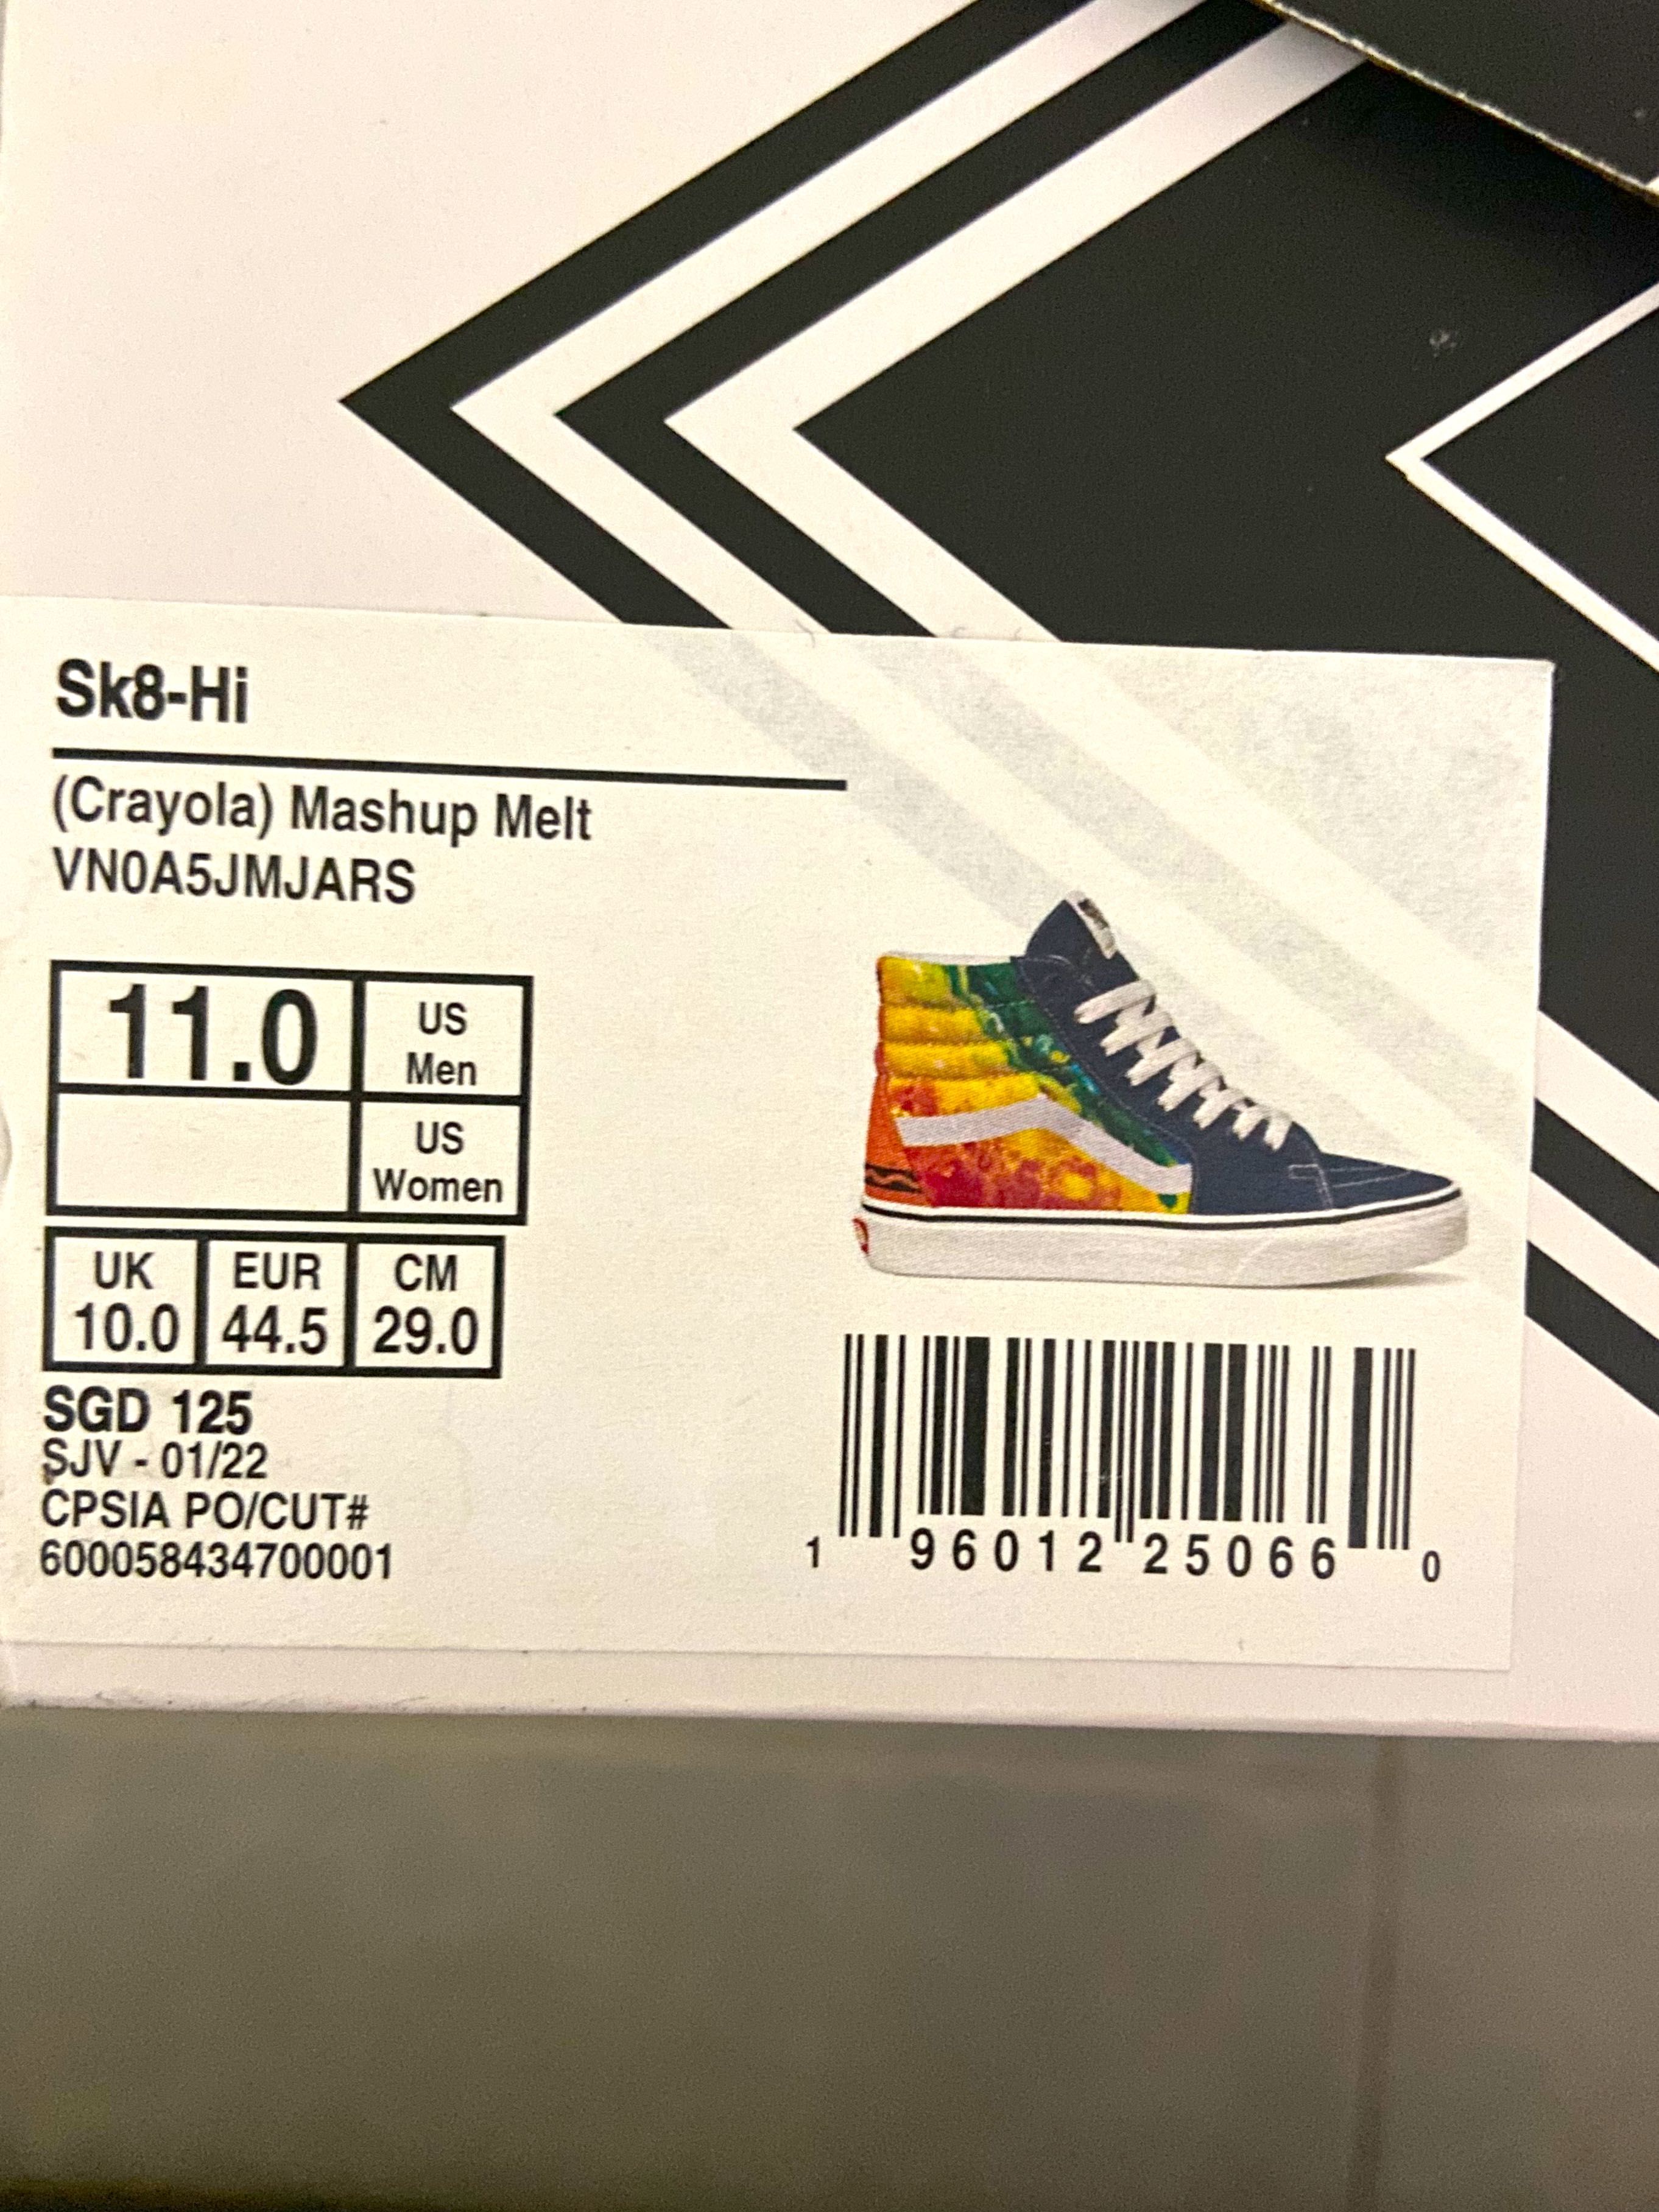 Sk8-Hi
(Crayola) Mashup Melt
VN0A5JMJARS
11.0 US Men
US Women
UK EUR CM
10.0 44.5 29.0
SGD 125
SJV - 01/22
CPSIA PO/CUT#
600058434700001
1 96012 25066 0